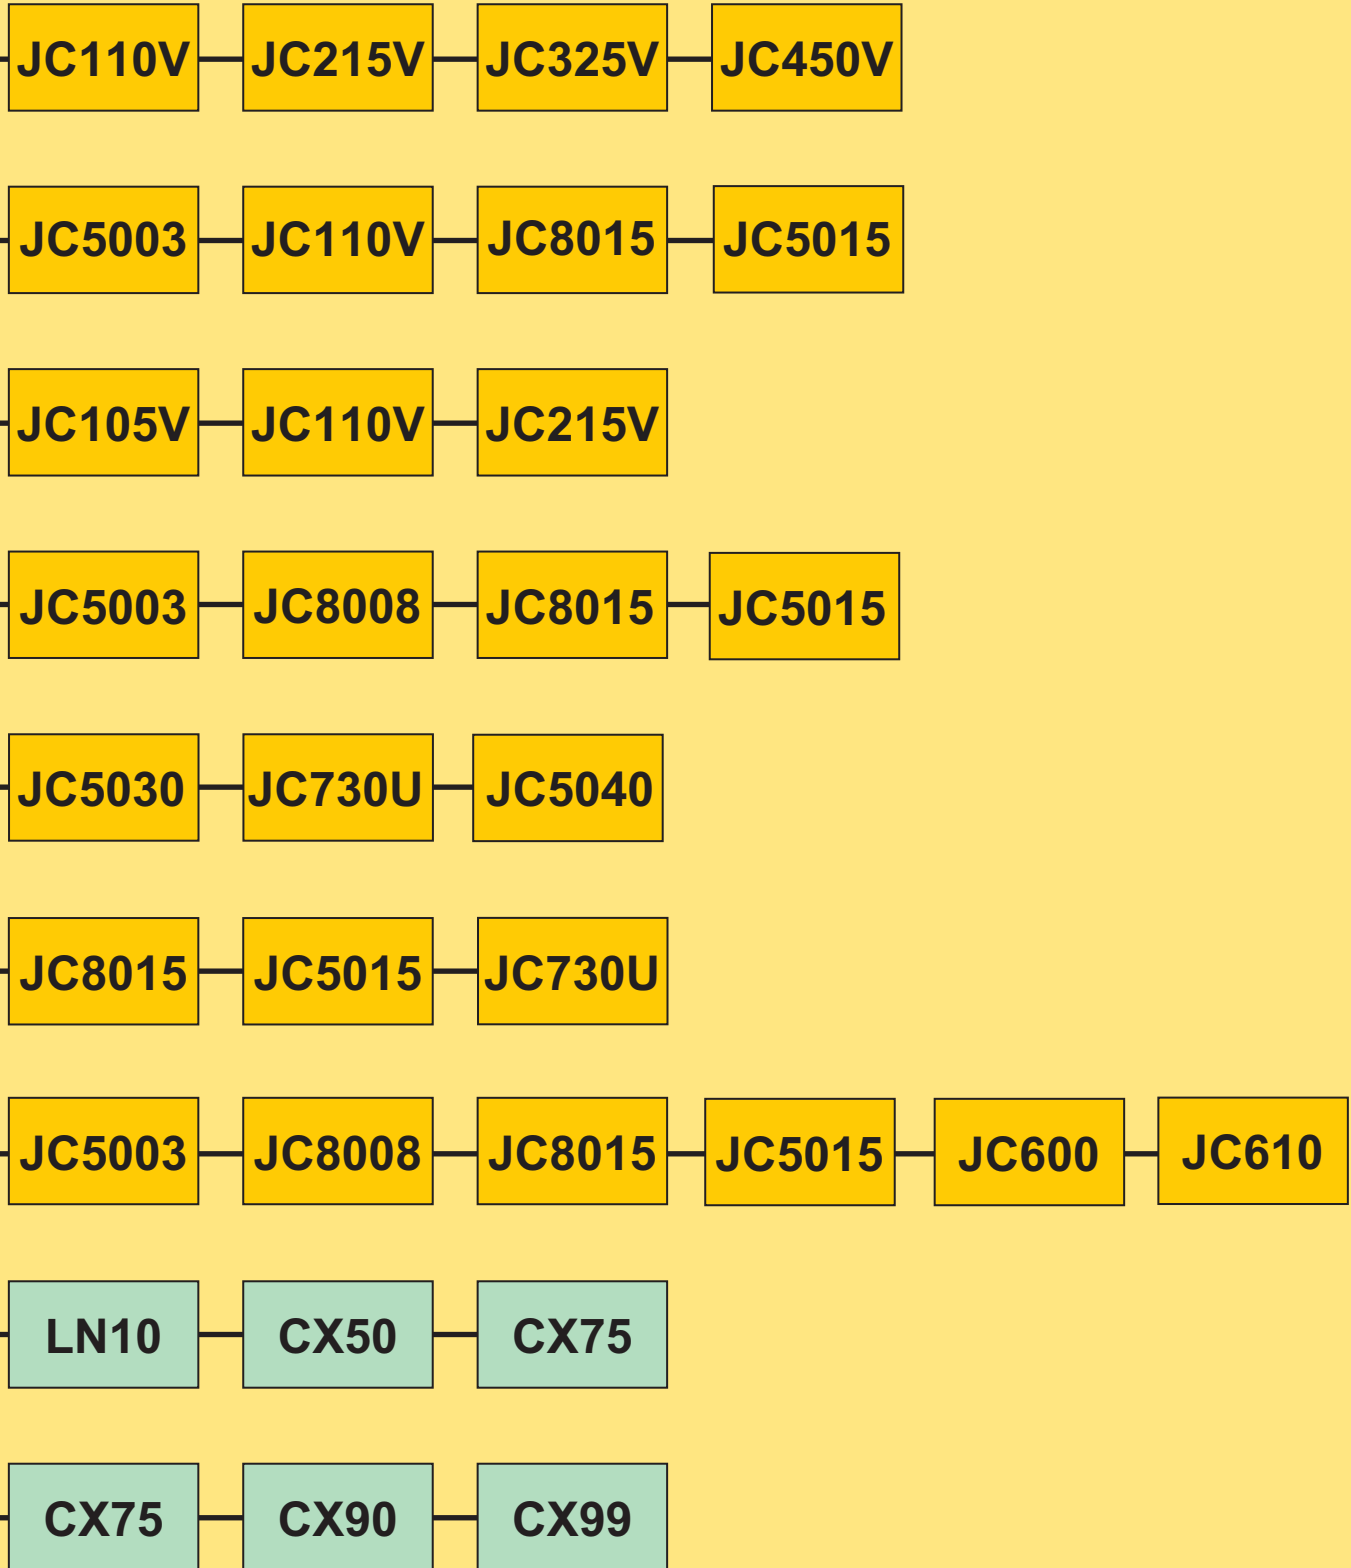 JC110V JC215V JC325V JC450V
JC5003 JC110V JC8015 JC5015
JC105V JC110V JC215V
JC5003 JC8008 JC8015 JC5015
JC5030 JC730U JC5040
JC8015 JC5015 JC730U
JC5003 JC8008 JC8015 JC5015 JC600 JC610
LN10 CX50 CX75
CX75 CX90 CX99